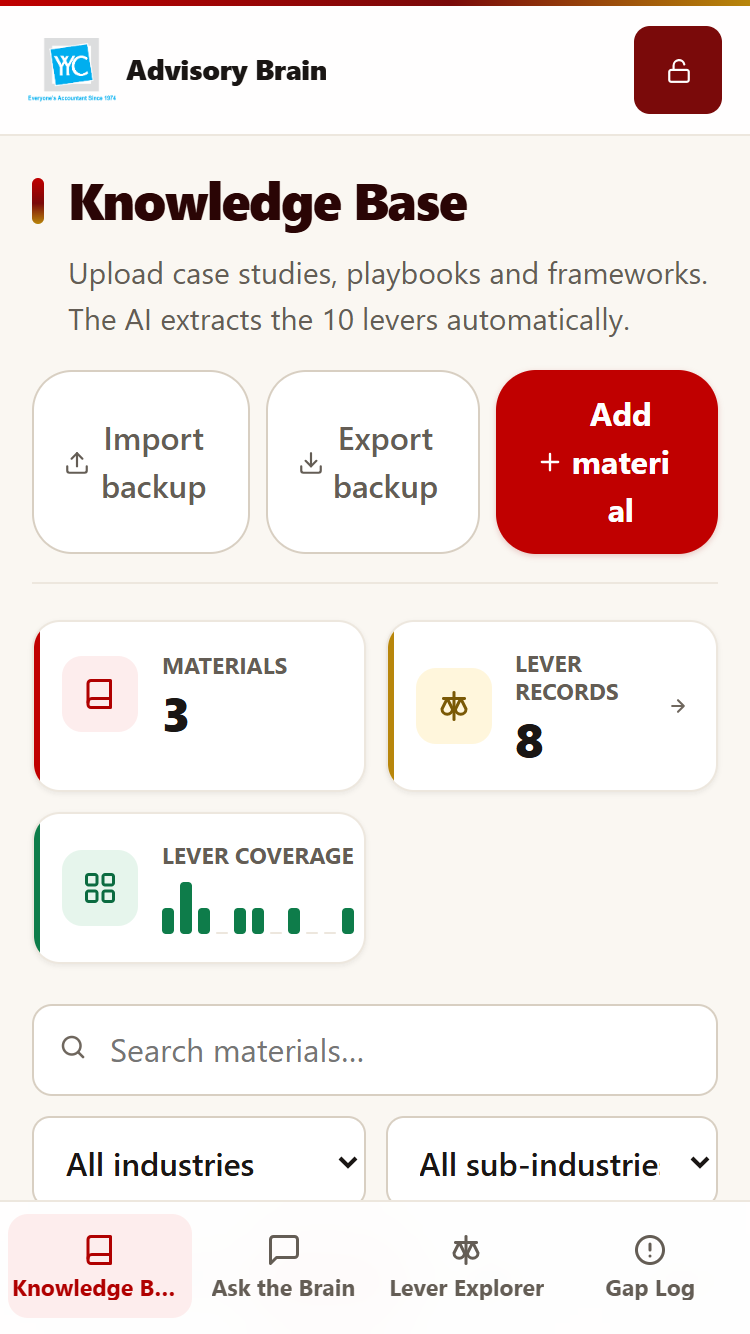 YYC
Advisory Brain
Everyone's Accountant Since 1974
Knowledge Base
Upload case studies, playbooks and frameworks.
The AI extracts the 10 levers automatically.
Import
backup
Export
backup
Add
materi
al
MATERIALS
3
LEVER
RECORDS
8
LEVER COVERAGE
Search materials...
All industries
All sub-industrie
Knowledge B...
Ask the Brain
Lever Explorer
Gap Log